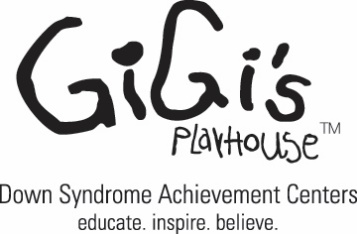 GiGi's
PLAYHOUSE™
Down Syndrome Achievement Centers
educate. inspire. believe.